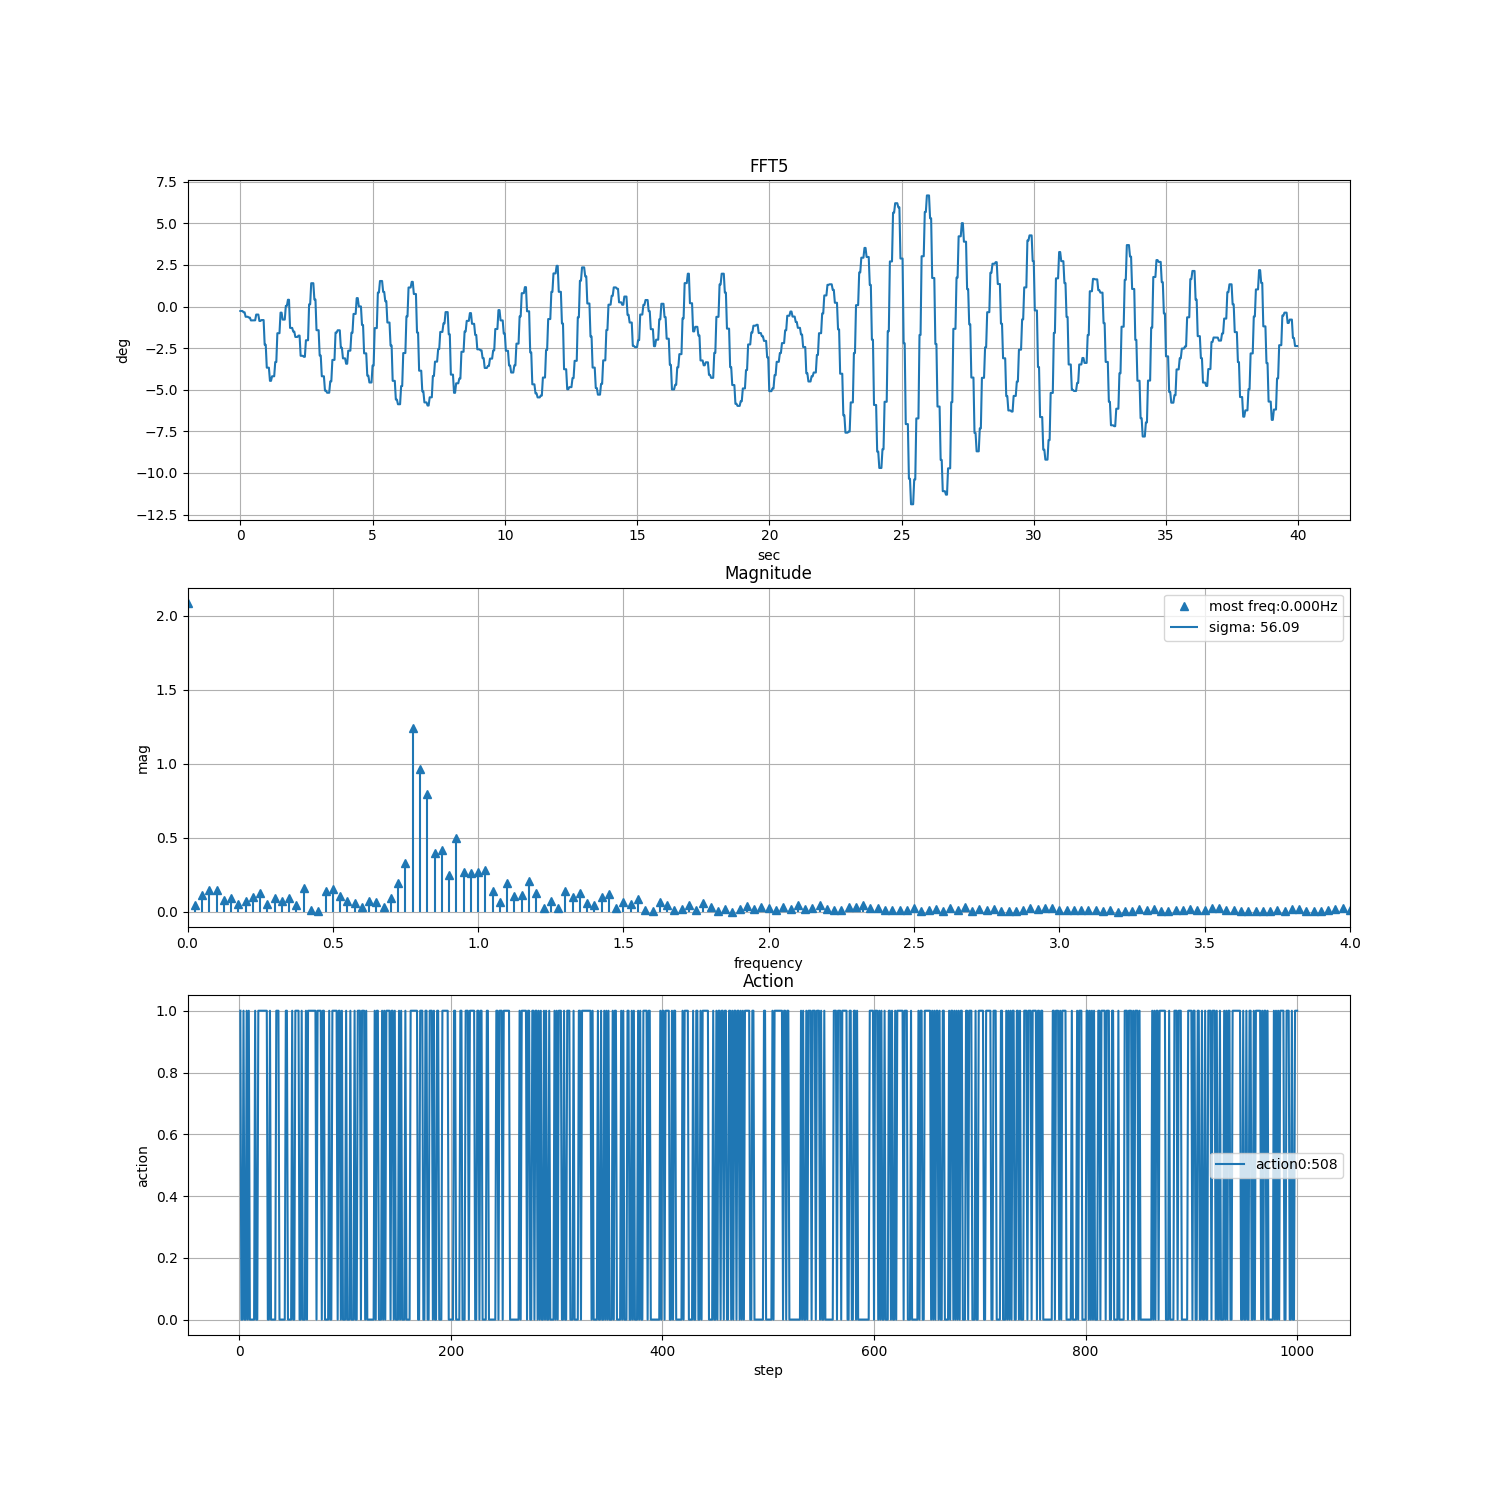 FFT5
7.5
5.0
2.5
0.0
−2.5
−5.0
−7.5
−10.0
−12.5
deg
0 5 10 15 20 25 30 35 40
sec
Magnitude
2.0
1.5
1.0
0.5
0.0
mag
most freq:0.000Hz
sigma: 56.09
0.0 0.5 1.0 1.5 2.0 2.5 3.0 3.5 4.0
frequency
Action
1.0
0.8
0.6
0.4
0.2
0.0
action
action0:508
0 200 400 600 800 1000
step